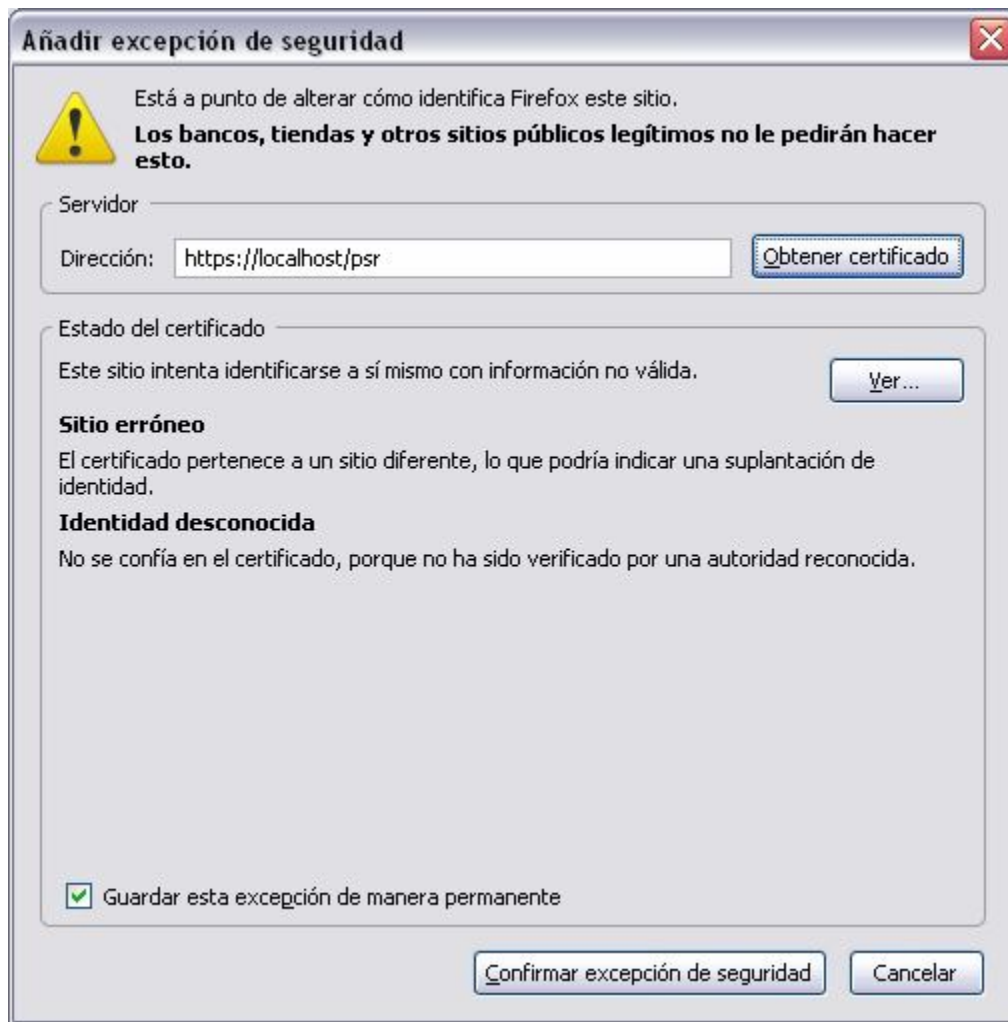 Añadir excepción de seguridad
Está a punto de alterar cómo identifica Firefox este sitio.
Los bancos, tiendas y otros sitios públicos legítimos no le pedirán hacer
esto.
Servidor
Dirección: https://localhost/psr Obtener certificado
Estado del certificado
Este sitio intenta identificarse a sí mismo con información no válida. Ver...
Sitio erróneo
El certificado pertenece a un sitio diferente, lo que podría indicar una suplantación de
identidad.
Identidad desconocida
No se confía en el certificado, porque no ha sido verificado por una autoridad reconocida.
Guardar esta excepción de manera permanente
Confirmar excepción de seguridad Cancelar